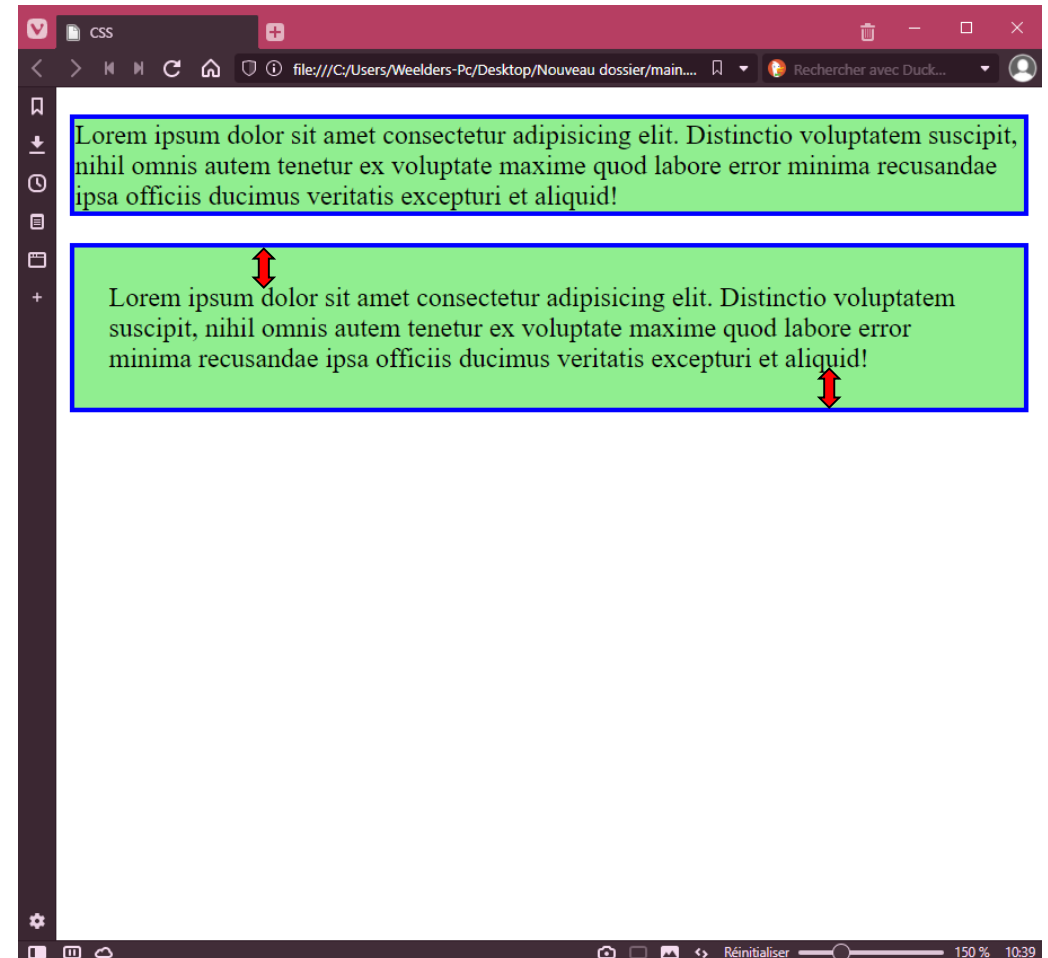 CSS
file:///C:/Users/Weelders-Pc/Desktop/Nouveau dossier/main....
Rechercher avec Duck...
Lorem ipsum dolor sit amet consectetur adipisicing elit. Distinctio voluptatem suscipit,
nihil omnis autem tenetur ex voluptate maxime quod labore error minima recusandae
ipsa officiis ducimus veritatis excepturi et aliquid!
Lorem ipsum dolor sit amet consectetur adipisicing elit. Distinctio voluptatem
suscipit, nihil omnis autem tenetur ex voluptate maxime quod labore error
minima recusandae ipsa officiis ducimus veritatis excepturi et aliquid!
Réinitialiser 150 % 10:39